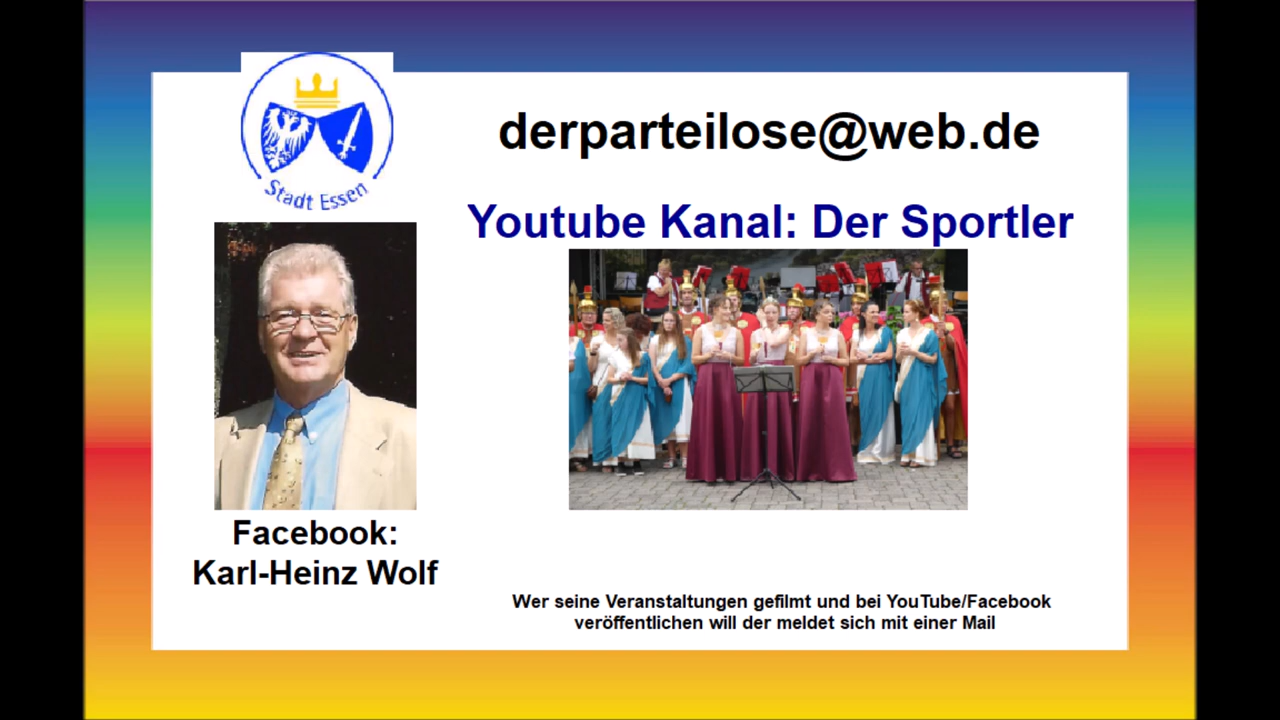 Stadt Essen
derparteilose@web.de
Youtube Kanal: Der Sportler
Facebook:
Karl-Heinz Wolf
Wer seine Veranstaltungen gefilmt und bei YouTube/Facebook
veröffentlichen will der meldet sich mit einer Mail